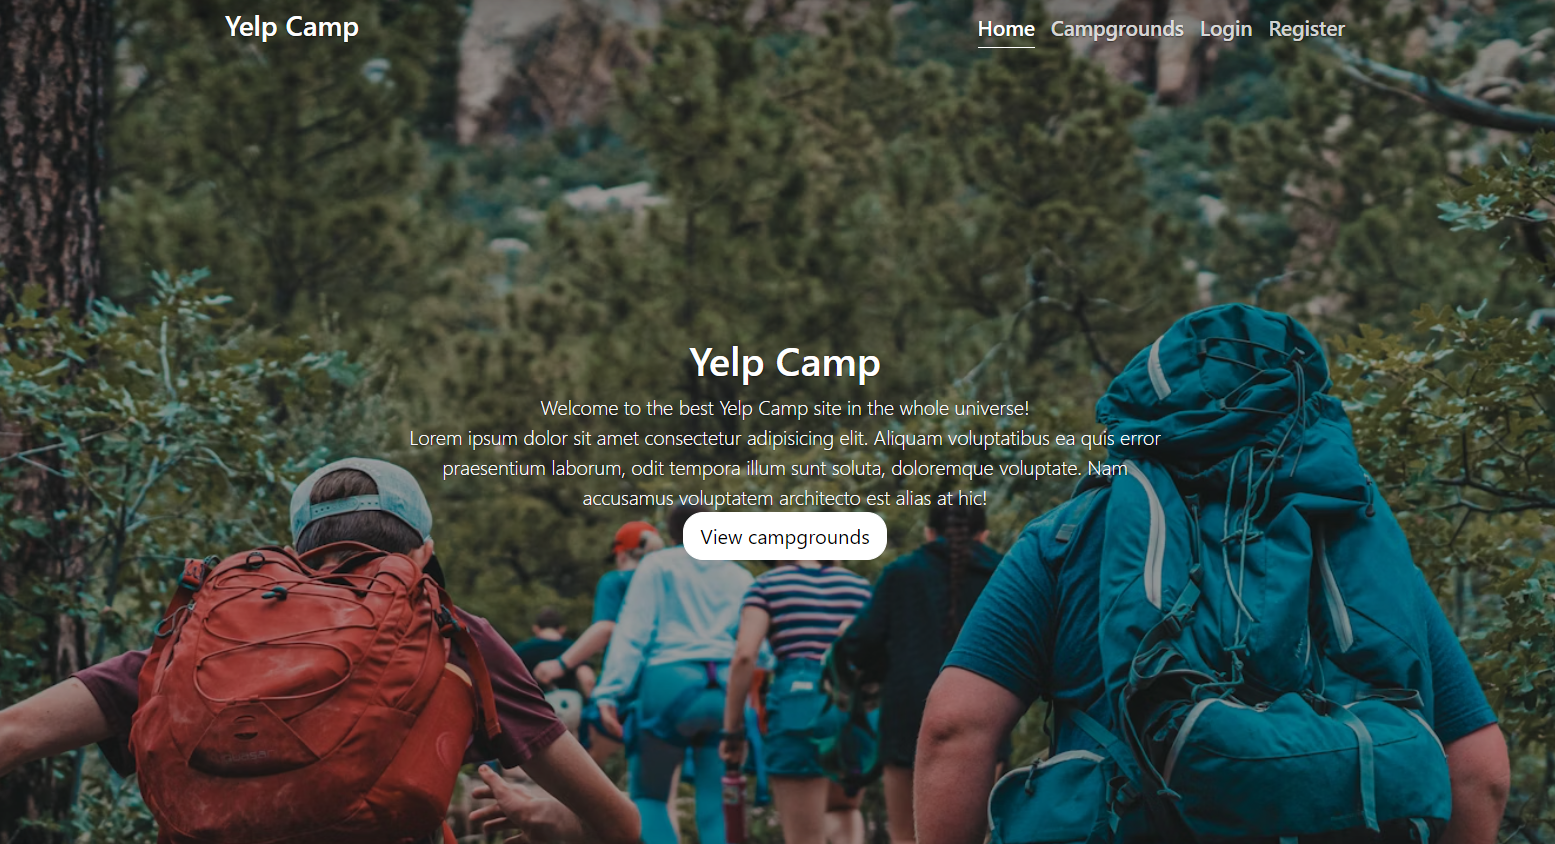 Yelp Camp
Home Campgrounds Login Register
Yelp Camp
Welcome to the best Yelp Camp site in the whole universe!
Lorem ipsum dolor sit amet consectetur adipisicing elit. Aliquam voluptatibus ea quis error
praesentium laborum, odit tempora illum sunt soluta, doloremque voluptate. Nam
accusamus voluptatem architecto est alias at hic!
View campgrounds